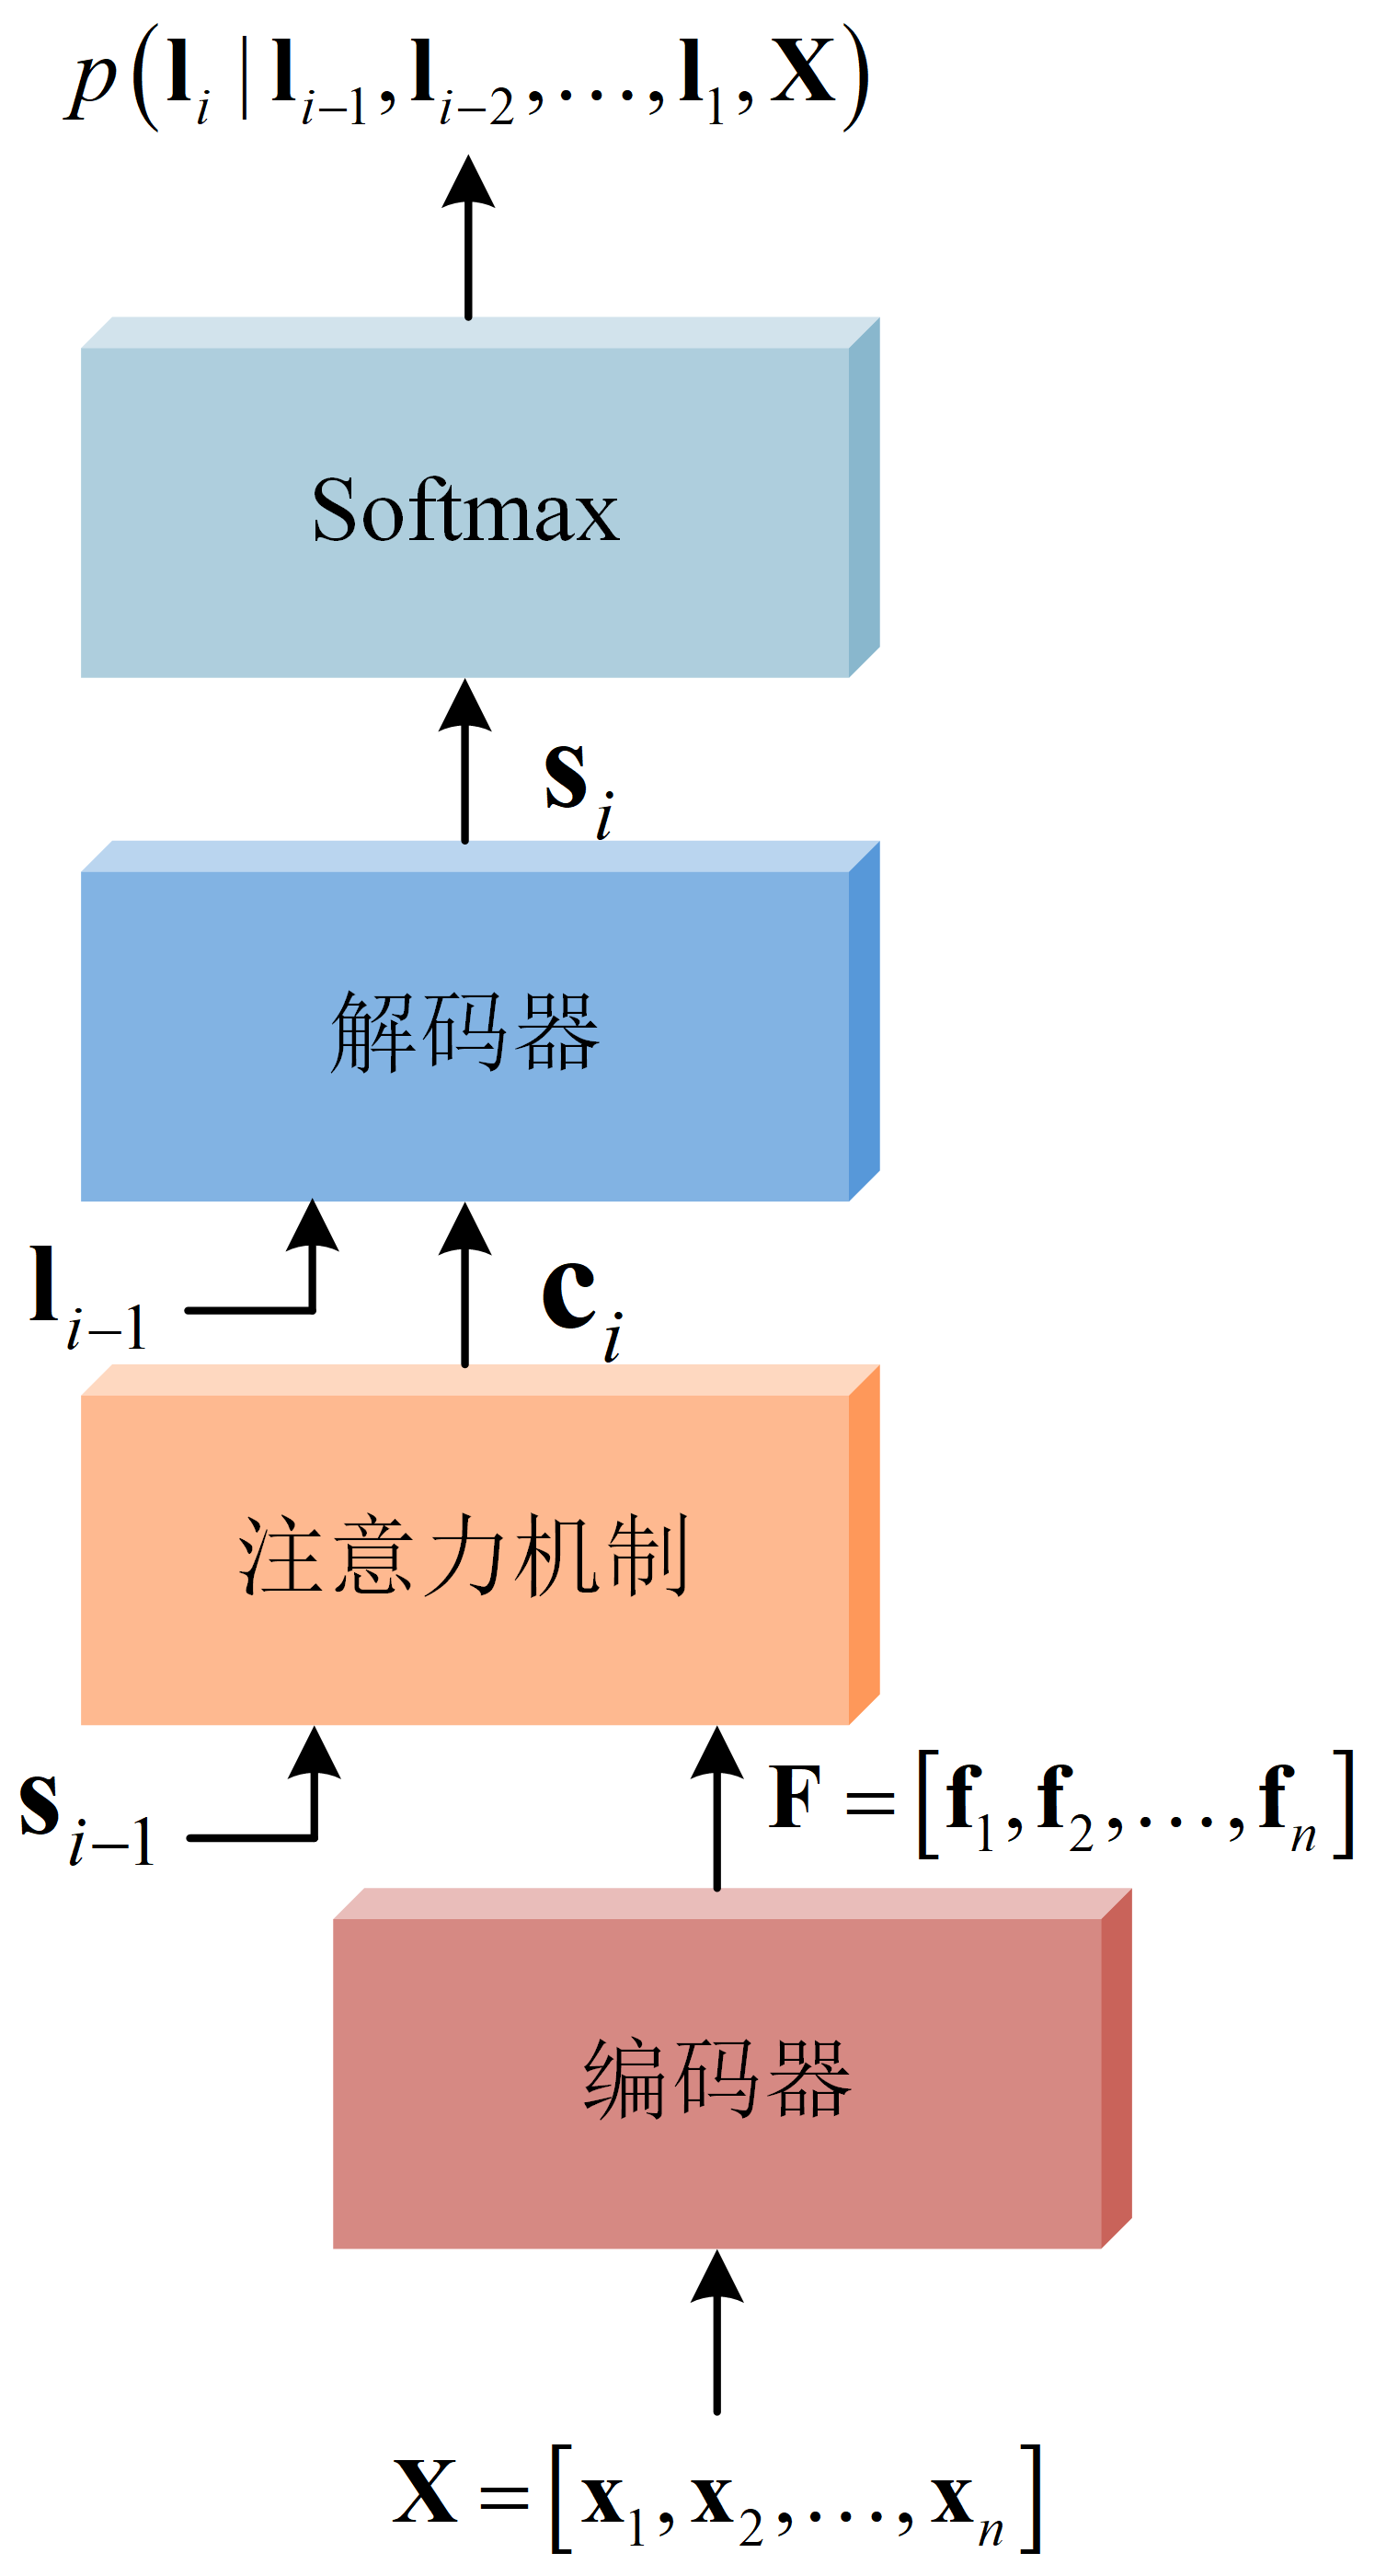 p(l_i | l_{i-1}, l_{i-2}, ..., l_1, X)
Softmax
s_i
解码器
l_{i-1}
c_i
注意力机制
s_{i-1}
F = [f_1, f_2, ..., f_n]
编码器
X = [x_1, x_2, ..., x_n]